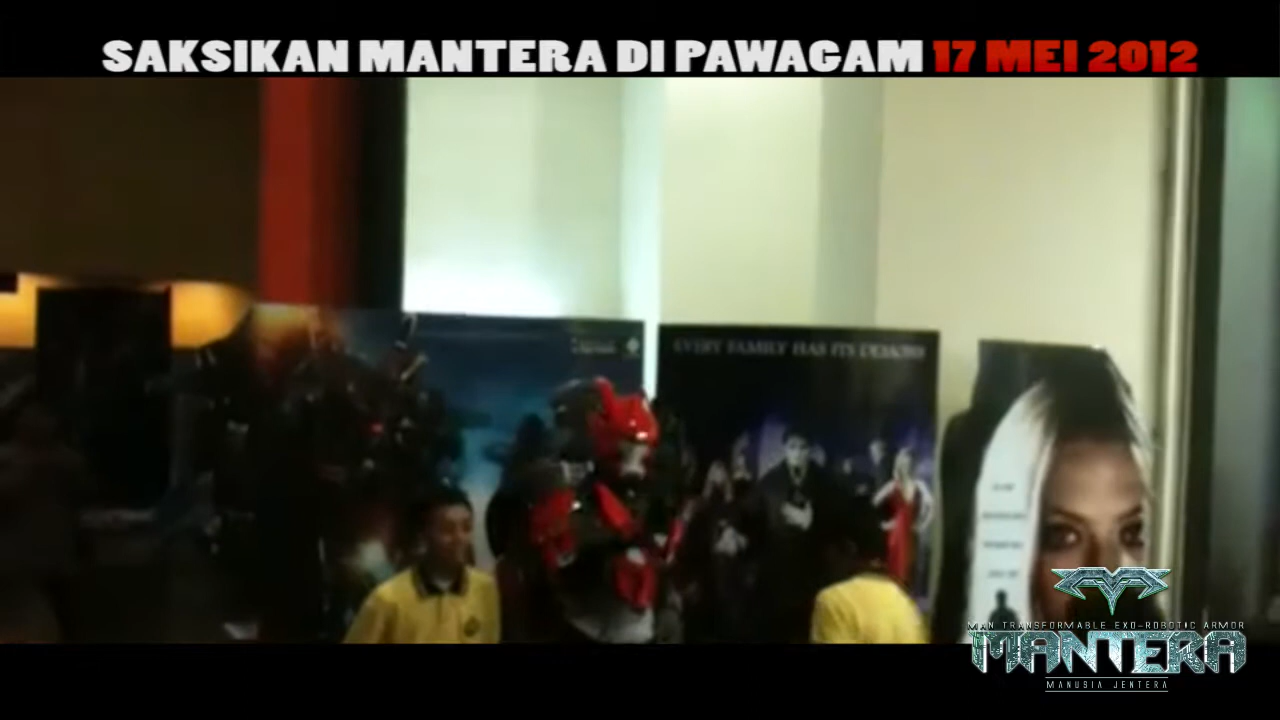 SAKSIKAN MANTERA DI PAWAGAM 17 MEI 2012
EVERY FAMILY HAS ITS DEMONS
MAN TRANSFORMABLE EXO-ROBOTIC ARMOR
MANTERA
MANUSIA JENTERA